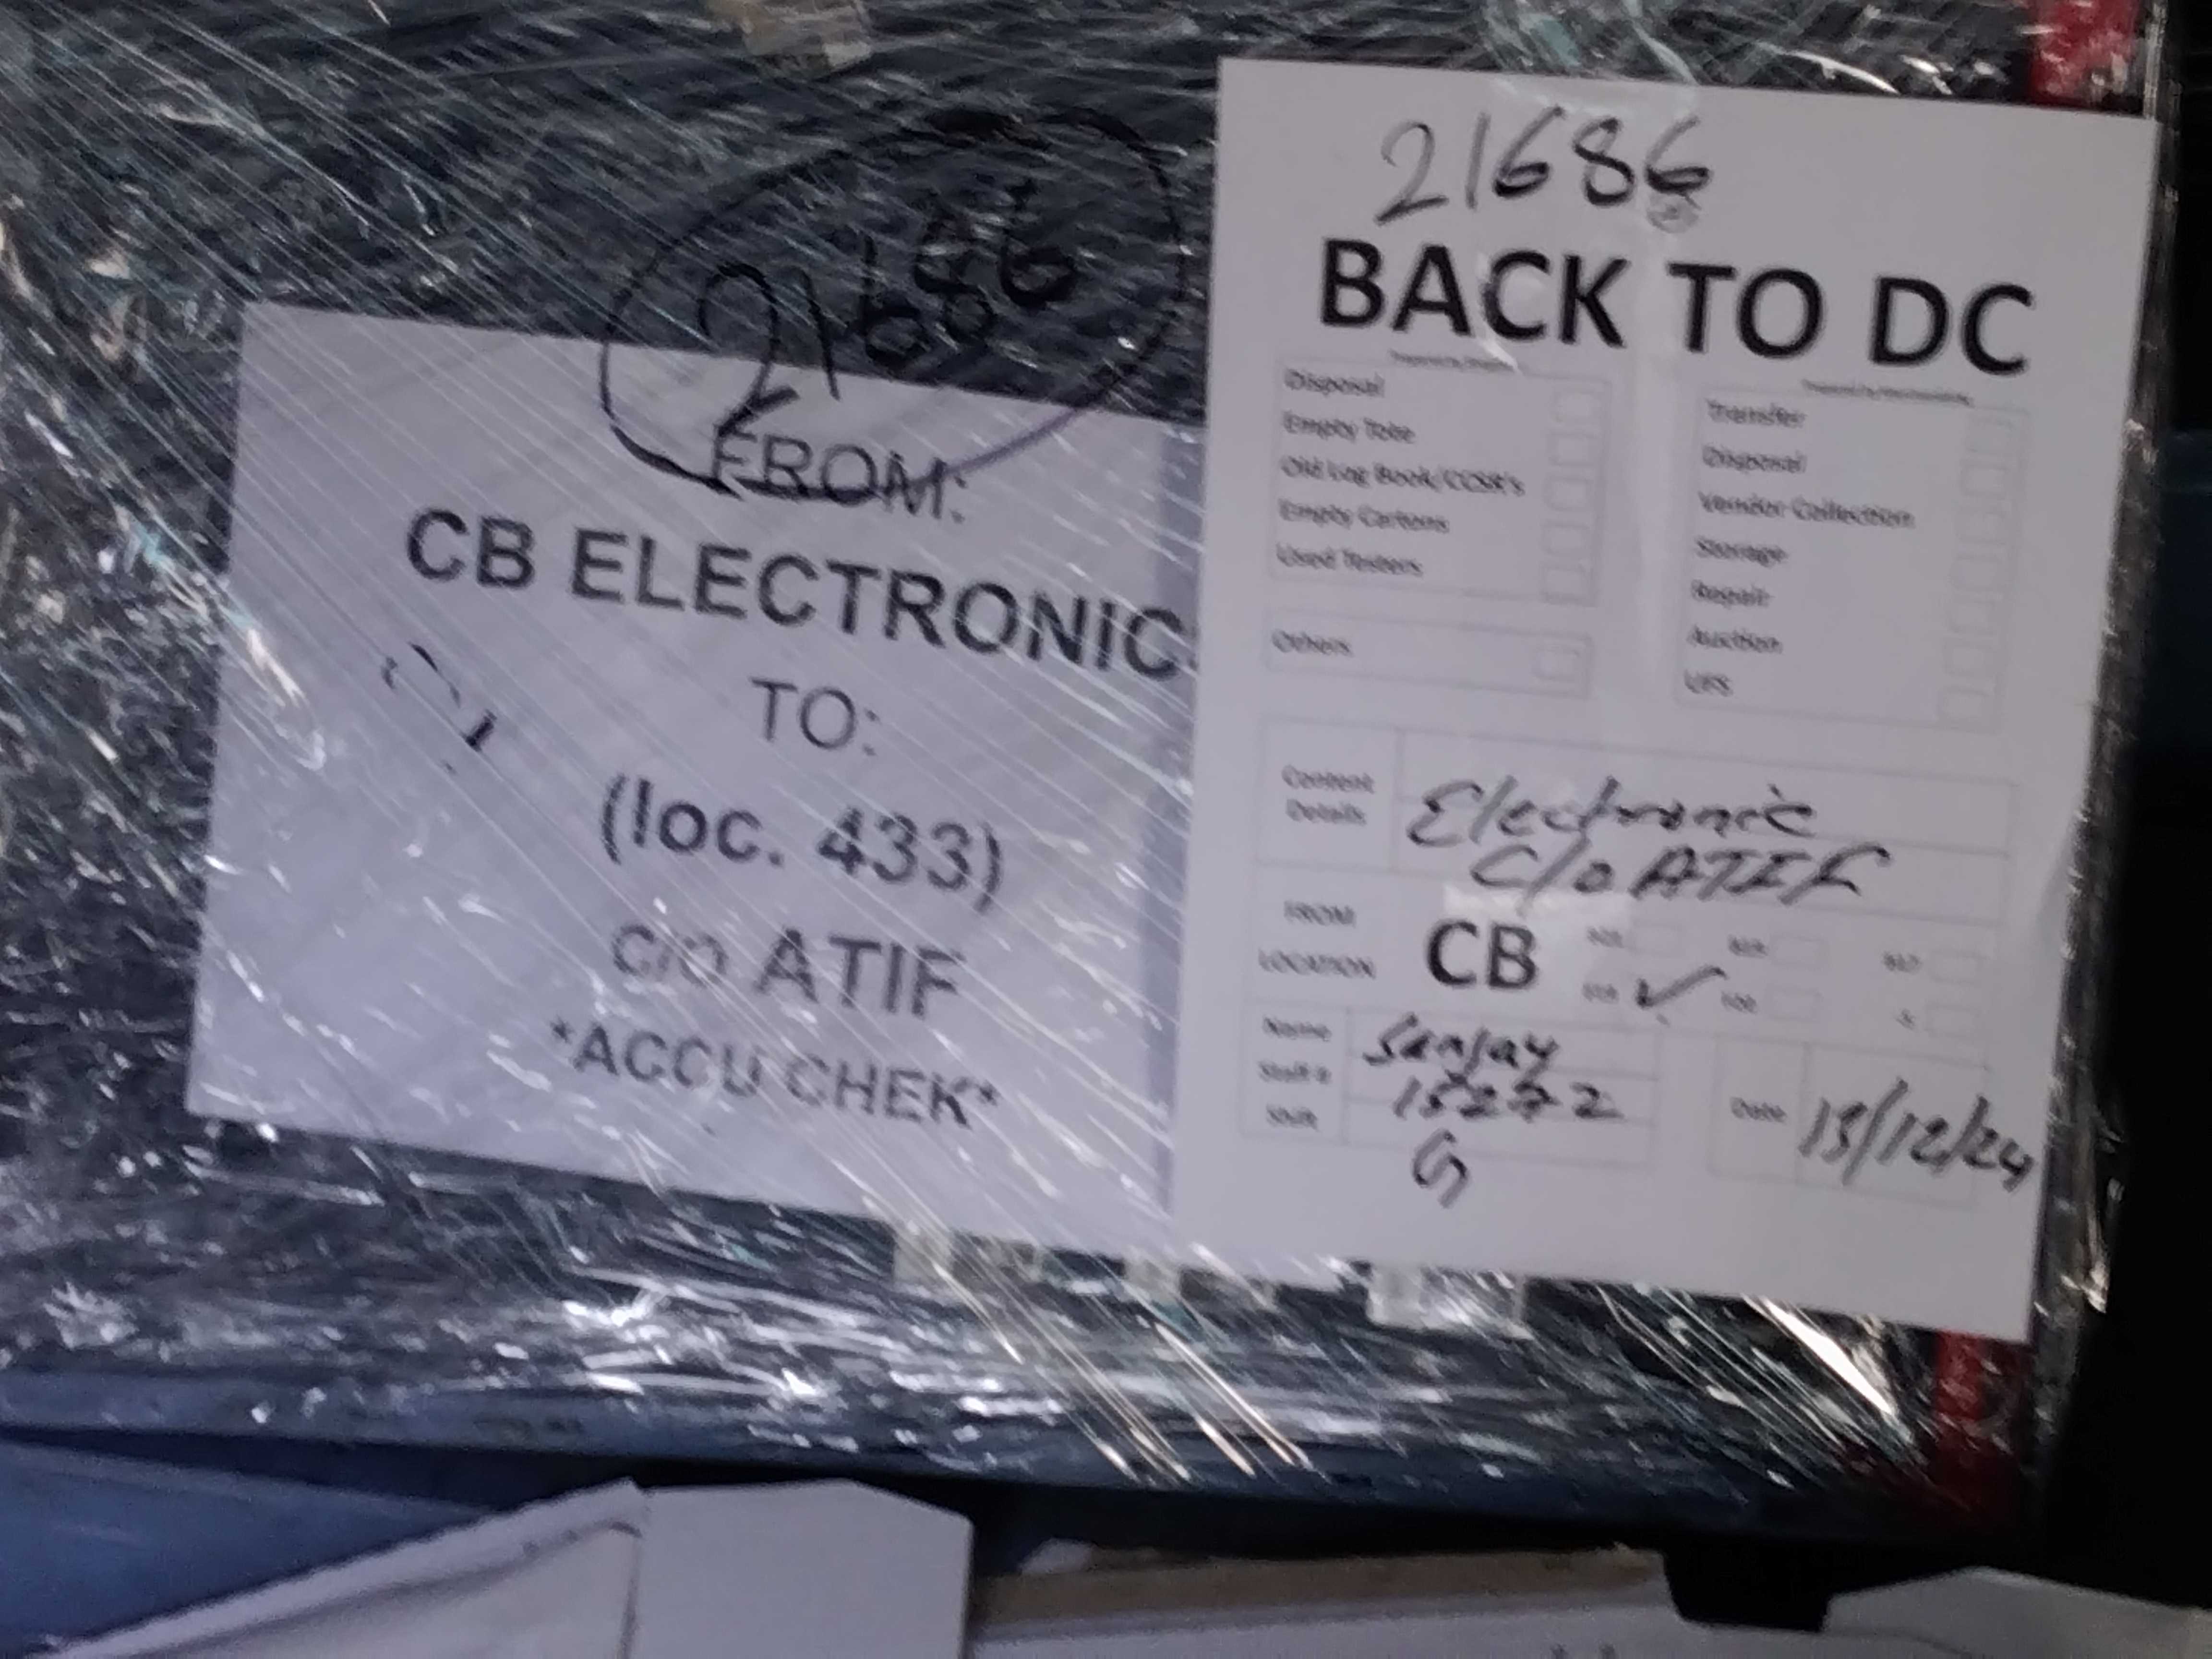 21686
FROM:
CB ELECTRONIC
TO:
(loc. 433)
c/o ATIF
*ACCU CHEK*
21686
BACK TO DC
Disposal
Empty Tote
Old Log Book/CCSR's
Empty Cartons
Used Testers
Others
Transfer
Disposal
Vendor Collection
Storage
Repair
Auction
Content Details
Electronic
C/o ATIF
FROM LOCATION
CB
Name
Sanjay
Staff #
15272
Shift
G
Date
13/12/24